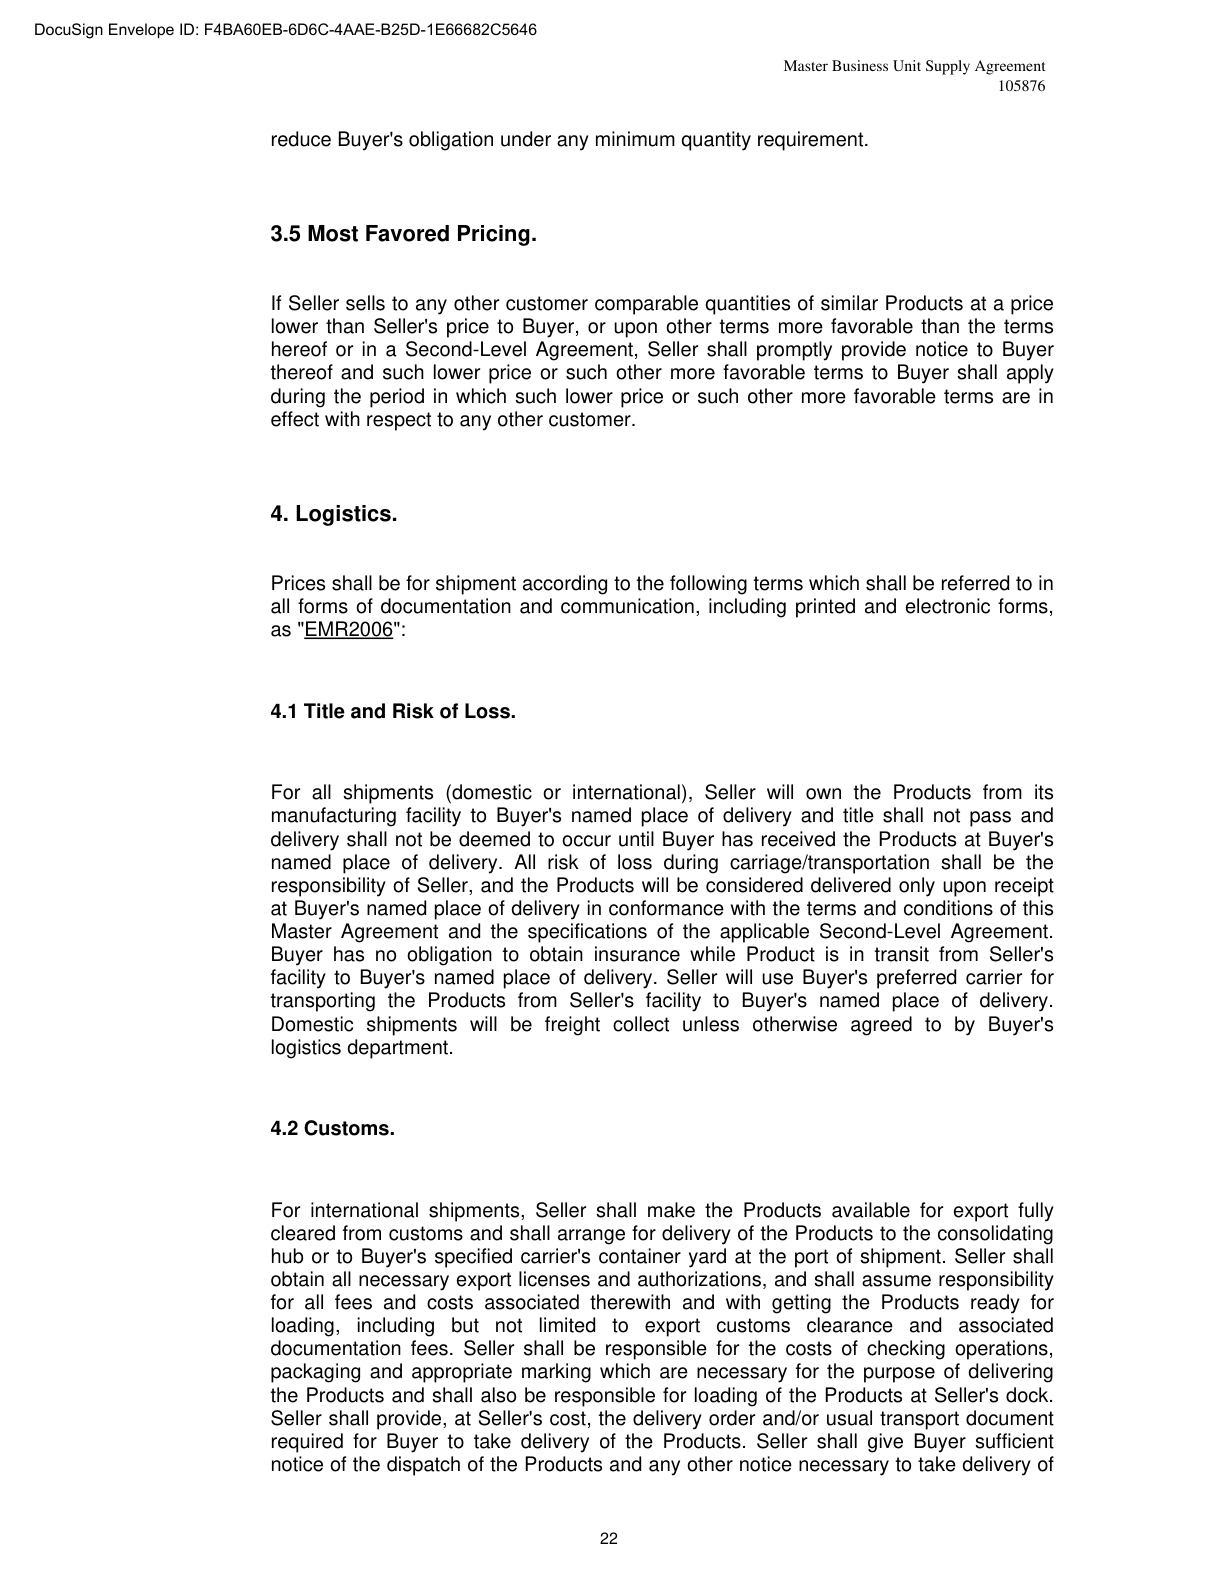 DocuSign Envelope ID: F4BA60EB-6D6C-4AAE-B25D-1E66682C5646
Master Business Unit Supply Agreement
105876
reduce Buyer's obligation under any minimum quantity requirement.
3.5 Most Favored Pricing.
If Seller sells to any other customer comparable quantities of similar Products at a price
lower than Seller's price to Buyer, or upon other terms more favorable than the terms
hereof or in a Second-Level Agreement, Seller shall promptly provide notice to Buyer
thereof and such lower price or such other more favorable terms to Buyer shall apply
during the period in which such lower price or such other more favorable terms are in
effect with respect to any other customer.
4. Logistics.
Prices shall be for shipment according to the following terms which shall be referred to in
all forms of documentation and communication, including printed and electronic forms,
as "EMR2006":
4.1 Title and Risk of Loss.
For all shipments (domestic or international), Seller will own the Products from its
manufacturing facility to Buyer's named place of delivery and title shall not pass and
delivery shall not be deemed to occur until Buyer has received the Products at Buyer's
named place of delivery. All risk of loss during carriage/transportation shall be the
responsibility of Seller, and the Products will be considered delivered only upon receipt
at Buyer's named place of delivery in conformance with the terms and conditions of this
Master Agreement and the specifications of the applicable Second-Level Agreement.
Buyer has no obligation to obtain insurance while Product is in transit from Seller's
facility to Buyer's named place of delivery. Seller will use Buyer's preferred carrier for
transporting the Products from Seller's facility to Buyer's named place of delivery.
Domestic shipments will be freight collect unless otherwise agreed to by Buyer's
logistics department.
4.2 Customs.
For international shipments, Seller shall make the Products available for export fully
cleared from customs and shall arrange for delivery of the Products to the consolidating
hub or to Buyer's specified carrier's container yard at the port of shipment. Seller shall
obtain all necessary export licenses and authorizations, and shall assume responsibility
for all fees and costs associated therewith and with getting the Products ready for
loading, including but not limited to export customs clearance and associated
documentation fees. Seller shall be responsible for the costs of checking operations,
packaging and appropriate marking which are necessary for the purpose of delivering
the Products and shall also be responsible for loading of the Products at Seller's dock.
Seller shall provide, at Seller's cost, the delivery order and/or usual transport document
required for Buyer to take delivery of the Products. Seller shall give Buyer sufficient
notice of the dispatch of the Products and any other notice necessary to take delivery of
22